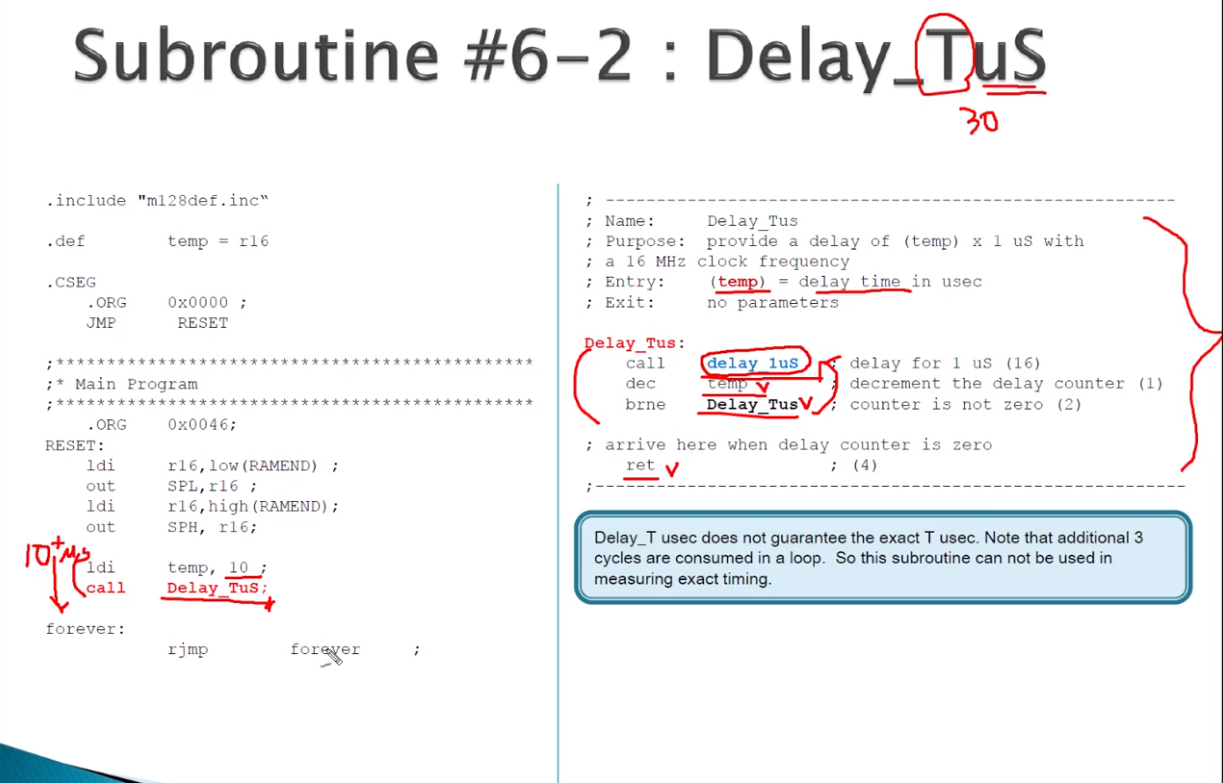 Subroutine #6-2 : Delay_TuS
30
.include "m128def.inc“
.def temp = r16
.CSEG
.ORG 0x0000 ;
JMP RESET
;***********************************************
;* Main Program
;***********************************************
.ORG 0x0046;
RESET:
ldi r16,low(RAMEND) ;
out SPL,r16 ;
ldi r16,high(RAMEND);
out SPH, r16;
10+μs
ldi temp, 10 ;
call Delay_TuS;
forever:
rjmp forever ;
; -------------------------------------------------------
; Name: Delay_Tus
; Purpose: provide a delay of (temp) x 1 uS with
; a 16 MHz clock frequency
; Entry: (temp) = delay time in usec
; Exit: no parameters
Delay_Tus:
call delay_1uS ; delay for 1 uS (16)
dec temp ; decrement the delay counter (1)
brne Delay_Tus ; counter is not zero (2)
; arrive here when delay counter is zero
ret ; (4)
;----------------------------------------------------------
Delay_T usec does not guarantee the exact T usec. Note that additional 3
cycles are consumed in a loop. So this subroutine can not be used in
measuring exact timing.